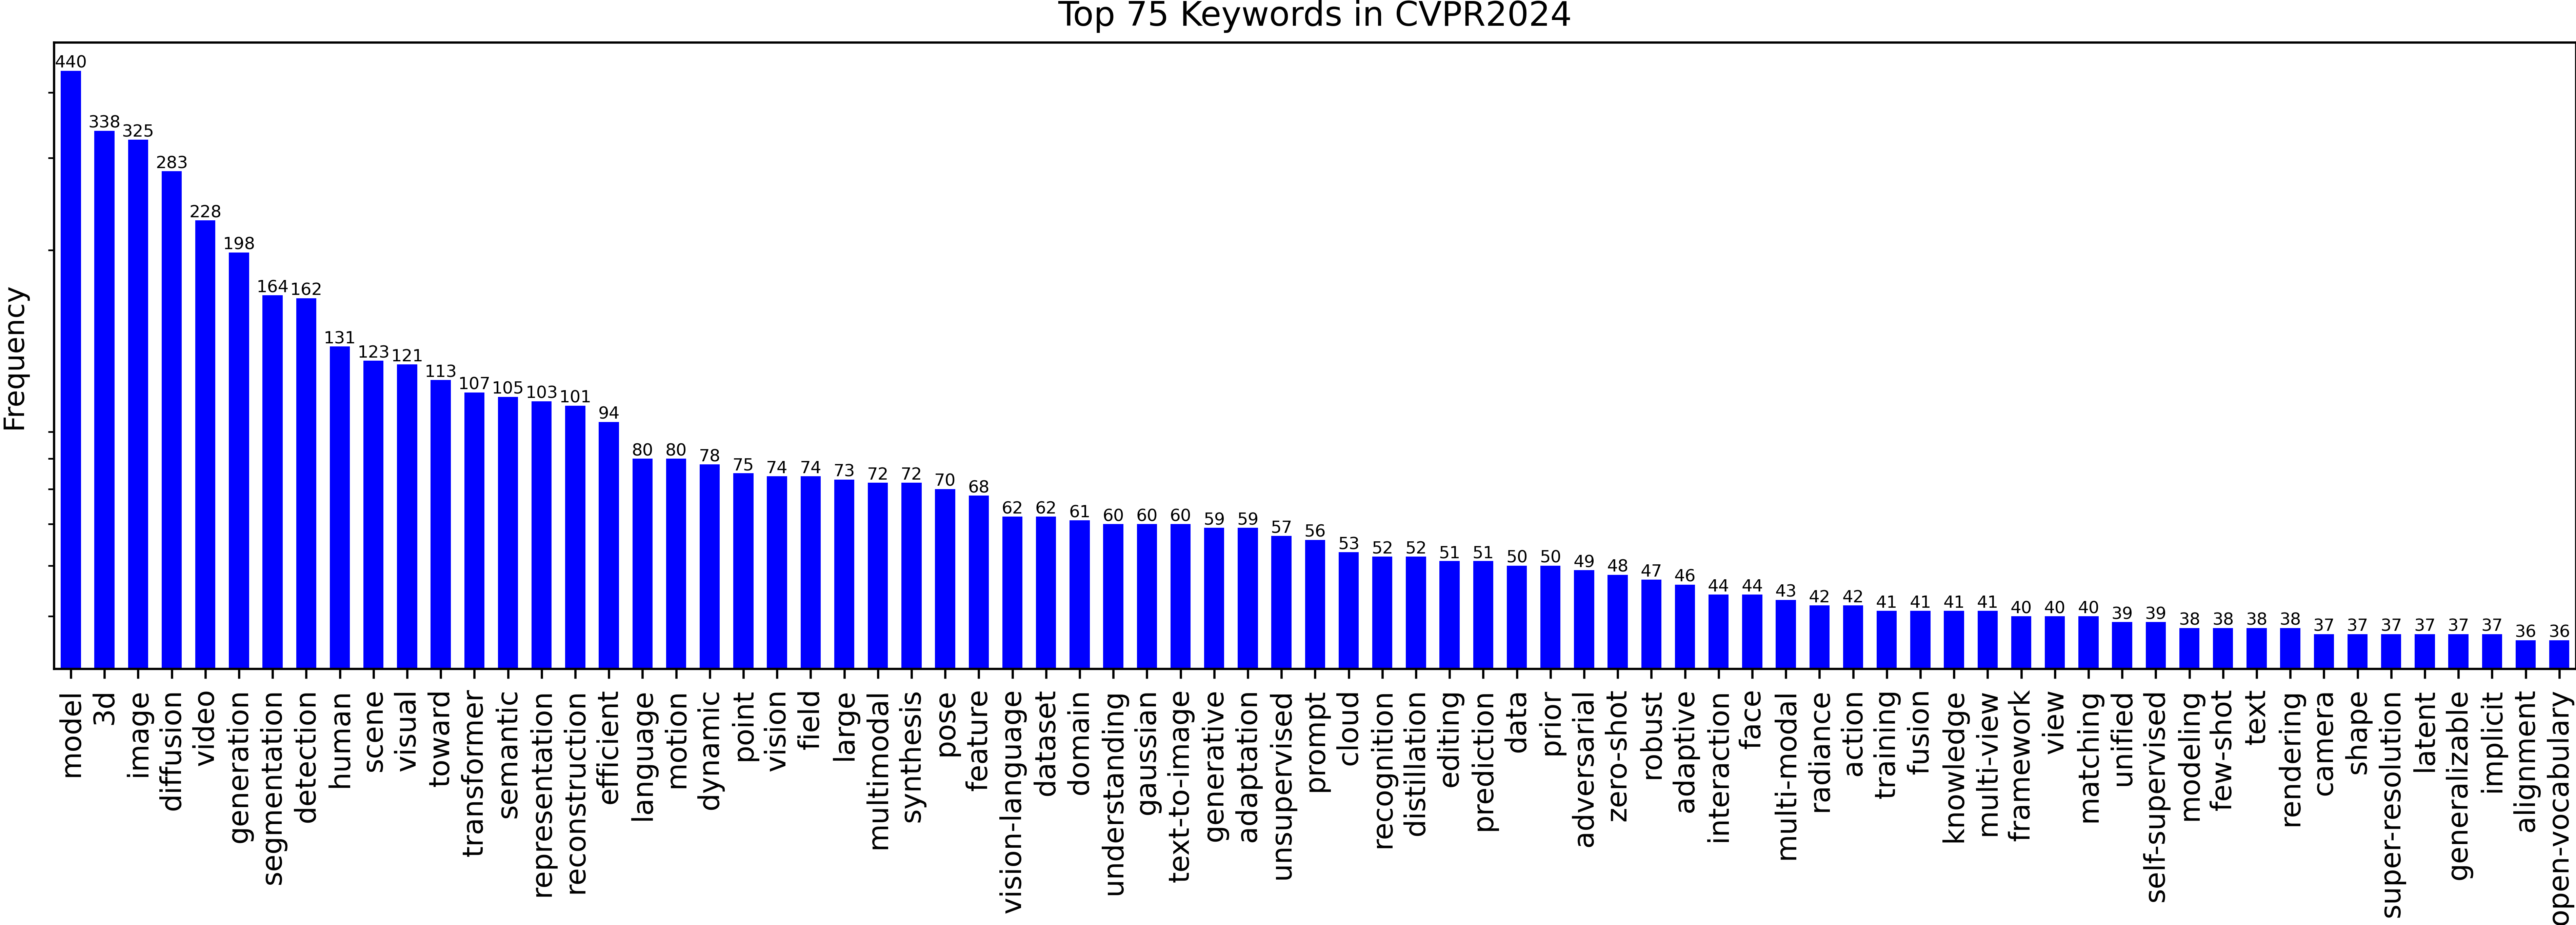 Top 75 Keywords in CVPR2024
Frequency
440
338
325
283
228
198
164
162
131
123
121
113
107
105
103
101
94
80
80
78
75
74
74
73
72
72
70
68
62
62
61
60
60
60
59
59
57
56
53
52
52
51
51
50
50
49
48
47
46
44
44
43
42
42
41
41
41
41
40
40
40
39
39
38
38
38
38
37
37
37
37
37
37
36
36
model
3d
image
diffusion
video
generation
segmentation
detection
human
scene
visual
toward
transformer
semantic
representation
reconstruction
efficient
language
motion
dynamic
point
vision
field
large
multimodal
synthesis
pose
feature
vision-language
dataset
domain
understanding
gaussian
text-to-image
generative
adaptation
unsupervised
prompt
cloud
recognition
distillation
editing
prediction
data
prior
adversarial
zero-shot
robust
adaptive
interaction
face
multi-modal
radiance
action
training
fusion
knowledge
multi-view
framework
view
matching
unified
self-supervised
modeling
few-shot
text
rendering
camera
shape
super-resolution
latent
generalizable
implicit
alignment
open-vocabulary